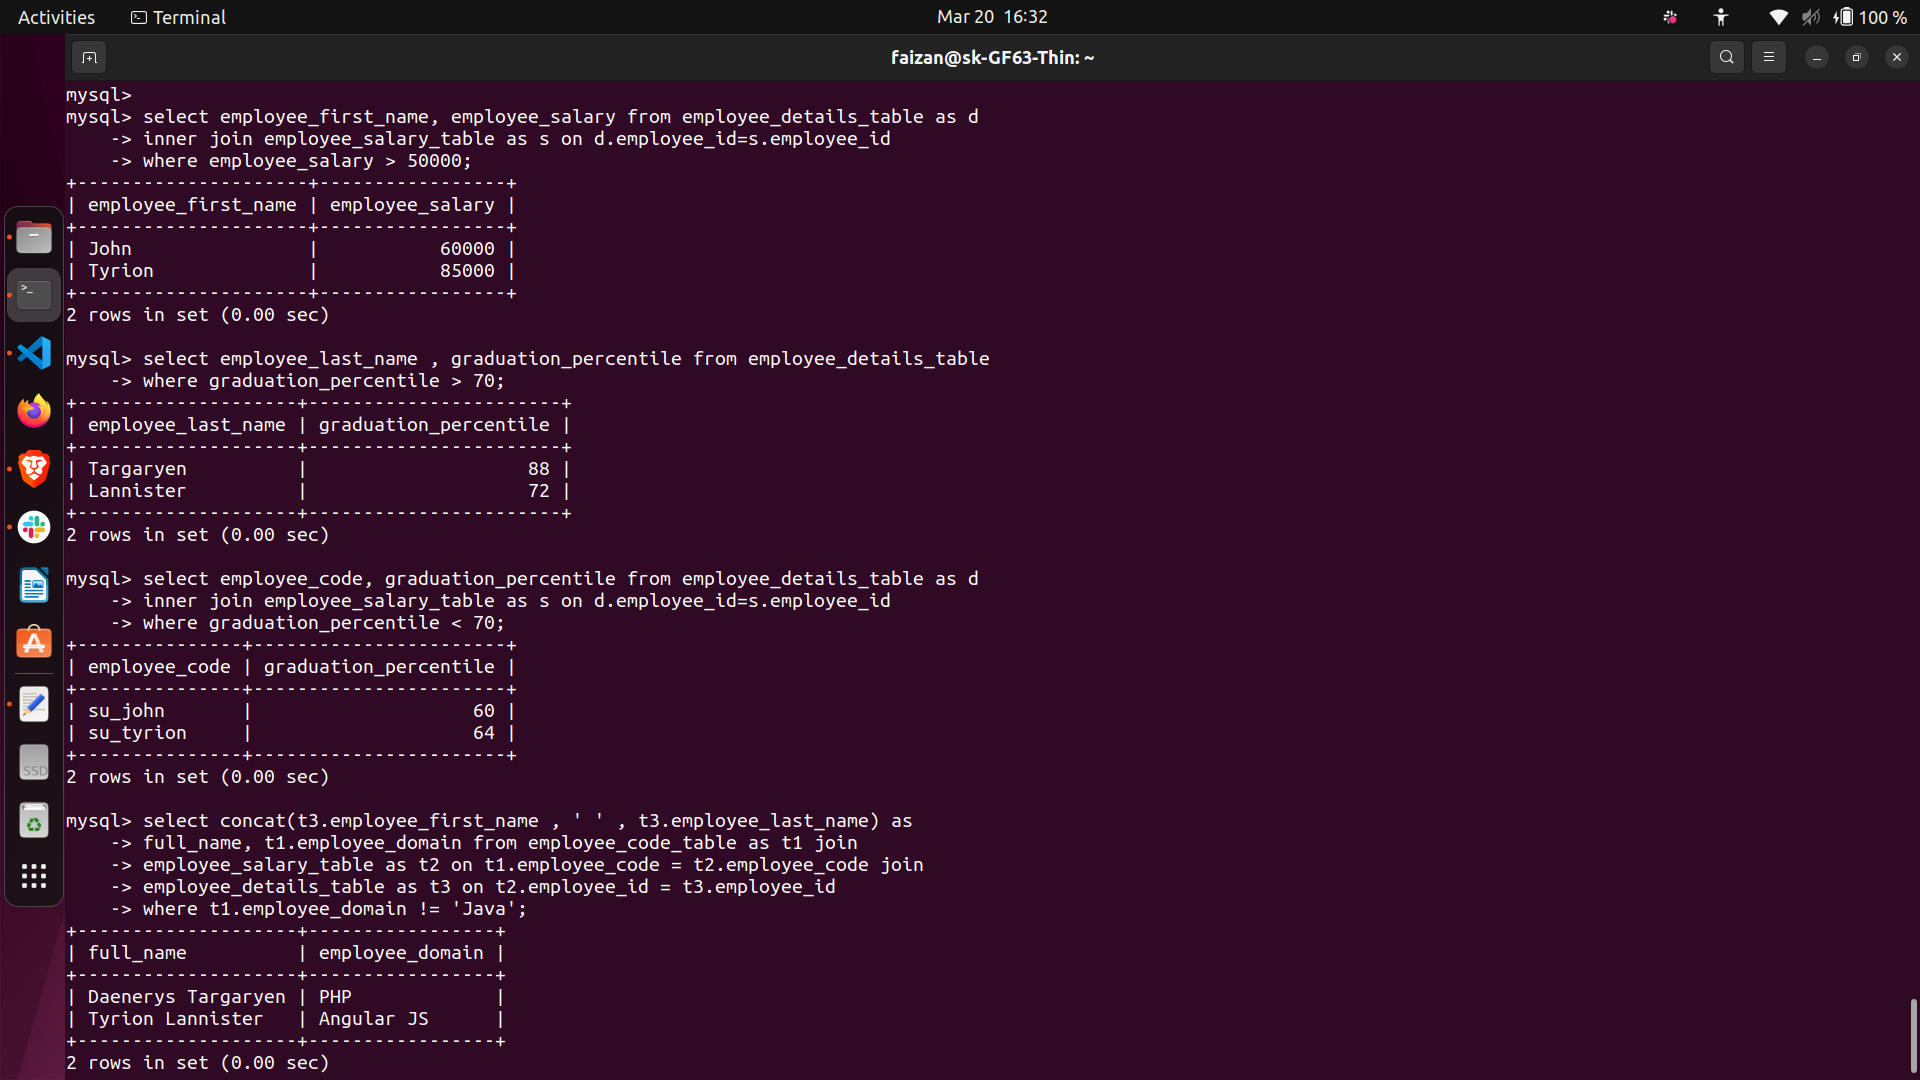 Activities Terminal Mar 20 16:32 100 %
faizan@sk-GF63-Thin: ~
mysql>
mysql> select employee_first_name, employee_salary from employee_details_table as d
    -> inner join employee_salary_table as s on d.employee_id=s.employee_id
    -> where employee_salary > 50000;
+---------------------+-----------------+
| employee_first_name | employee_salary |
+---------------------+-----------------+
| John                |           60000 |
| Tyrion              |           85000 |
+---------------------+-----------------+
2 rows in set (0.00 sec)
mysql> select employee_last_name , graduation_percentile from employee_details_table
    -> where graduation_percentile > 70;
+--------------------+-----------------------+
| employee_last_name | graduation_percentile |
+--------------------+-----------------------+
| Targaryen          |                    88 |
| Lannister          |                    72 |
+--------------------+-----------------------+
2 rows in set (0.00 sec)
mysql> select employee_code, graduation_percentile from employee_details_table as d
    -> inner join employee_salary_table as s on d.employee_id=s.employee_id
    -> where graduation_percentile < 70;
+---------------+-----------------------+
| employee_code | graduation_percentile |
+---------------+-----------------------+
| su_john       |                    60 |
| su_tyrion     |                    64 |
+---------------+-----------------------+
2 rows in set (0.00 sec)
mysql> select concat(t3.employee_first_name , ' ' , t3.employee_last_name) as
    -> full_name, t1.employee_domain from employee_code_table as t1 join
    -> employee_salary_table as t2 on t1.employee_code = t2.employee_code join
    -> employee_details_table as t3 on t2.employee_id = t3.employee_id
    -> where t1.employee_domain != 'Java';
+--------------------+-----------------+
| full_name          | employee_domain |
+--------------------+-----------------+
| Daenerys Targaryen | PHP             |
| Tyrion Lannister   | Angular JS      |
+--------------------+-----------------+
2 rows in set (0.00 sec)
SSD